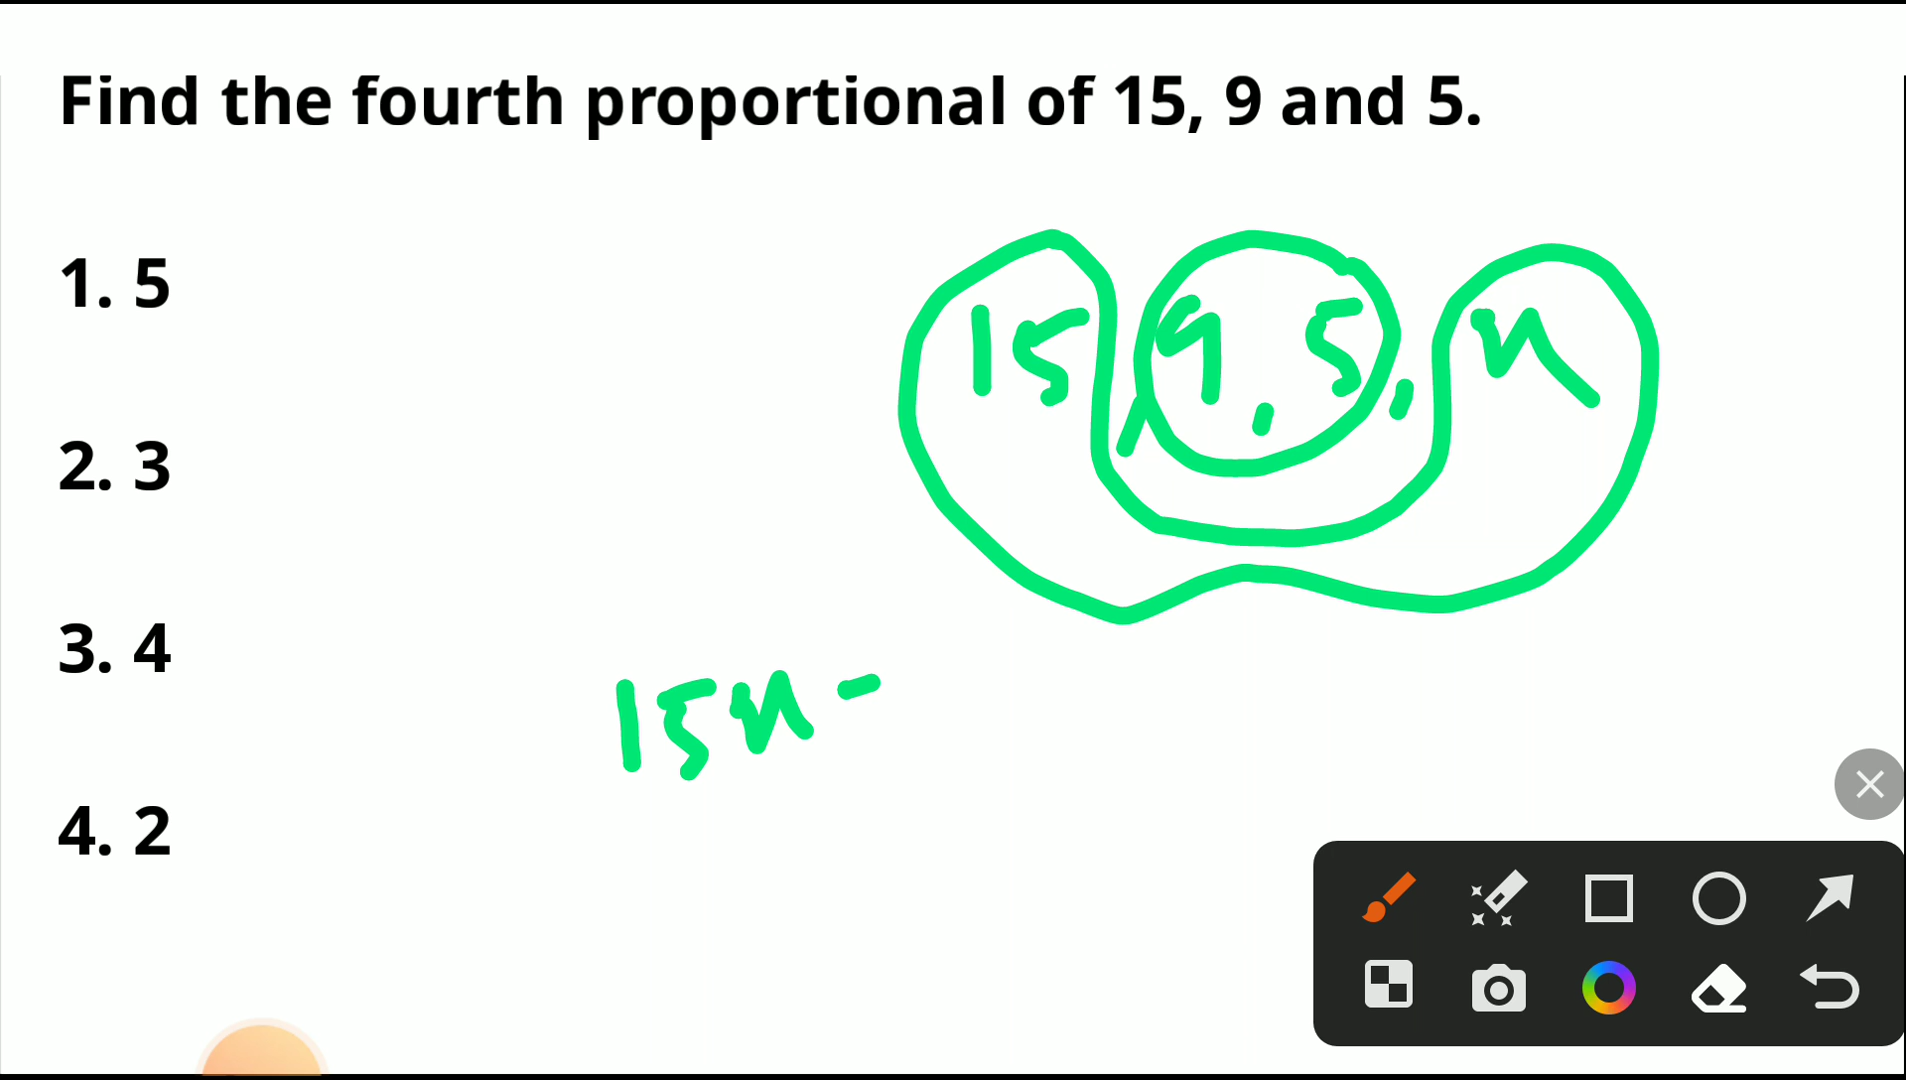 Find the fourth proportional of 15, 9 and 5.
1. 5
15, 9, 5, x
2. 3
3. 4
15x -
4. 2